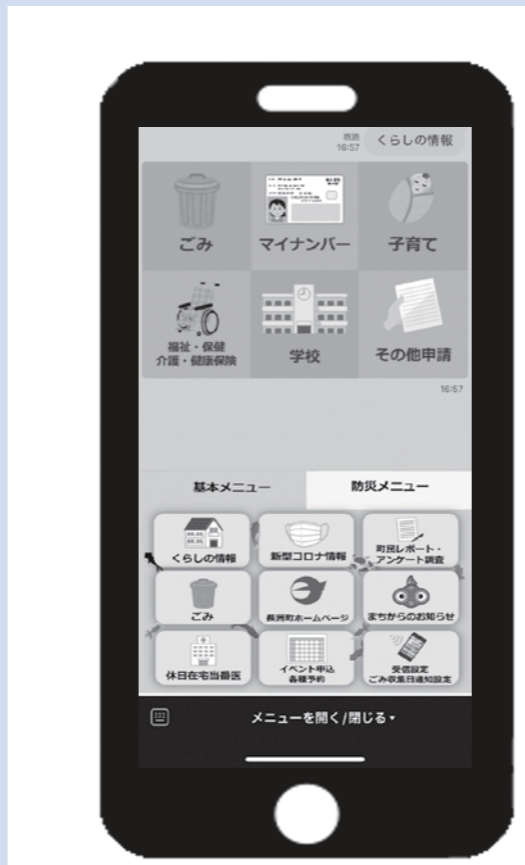 既読
16:57
くらしの情報
ごみ
マイナンバー
子育て
福祉・保健
介護・健康保険
学校
その他申請
16:57
基本メニュー
防災メニュー
くらしの情報
新型コロナ情報
町民レポート・
アンケート調査
ごみ
長洲町ホームページ
まちからのお知らせ
休日在宅当番医
イベント申込
各種予約
受信設定
ごみ収集日通知設定
メニューを開く/閉じる▾